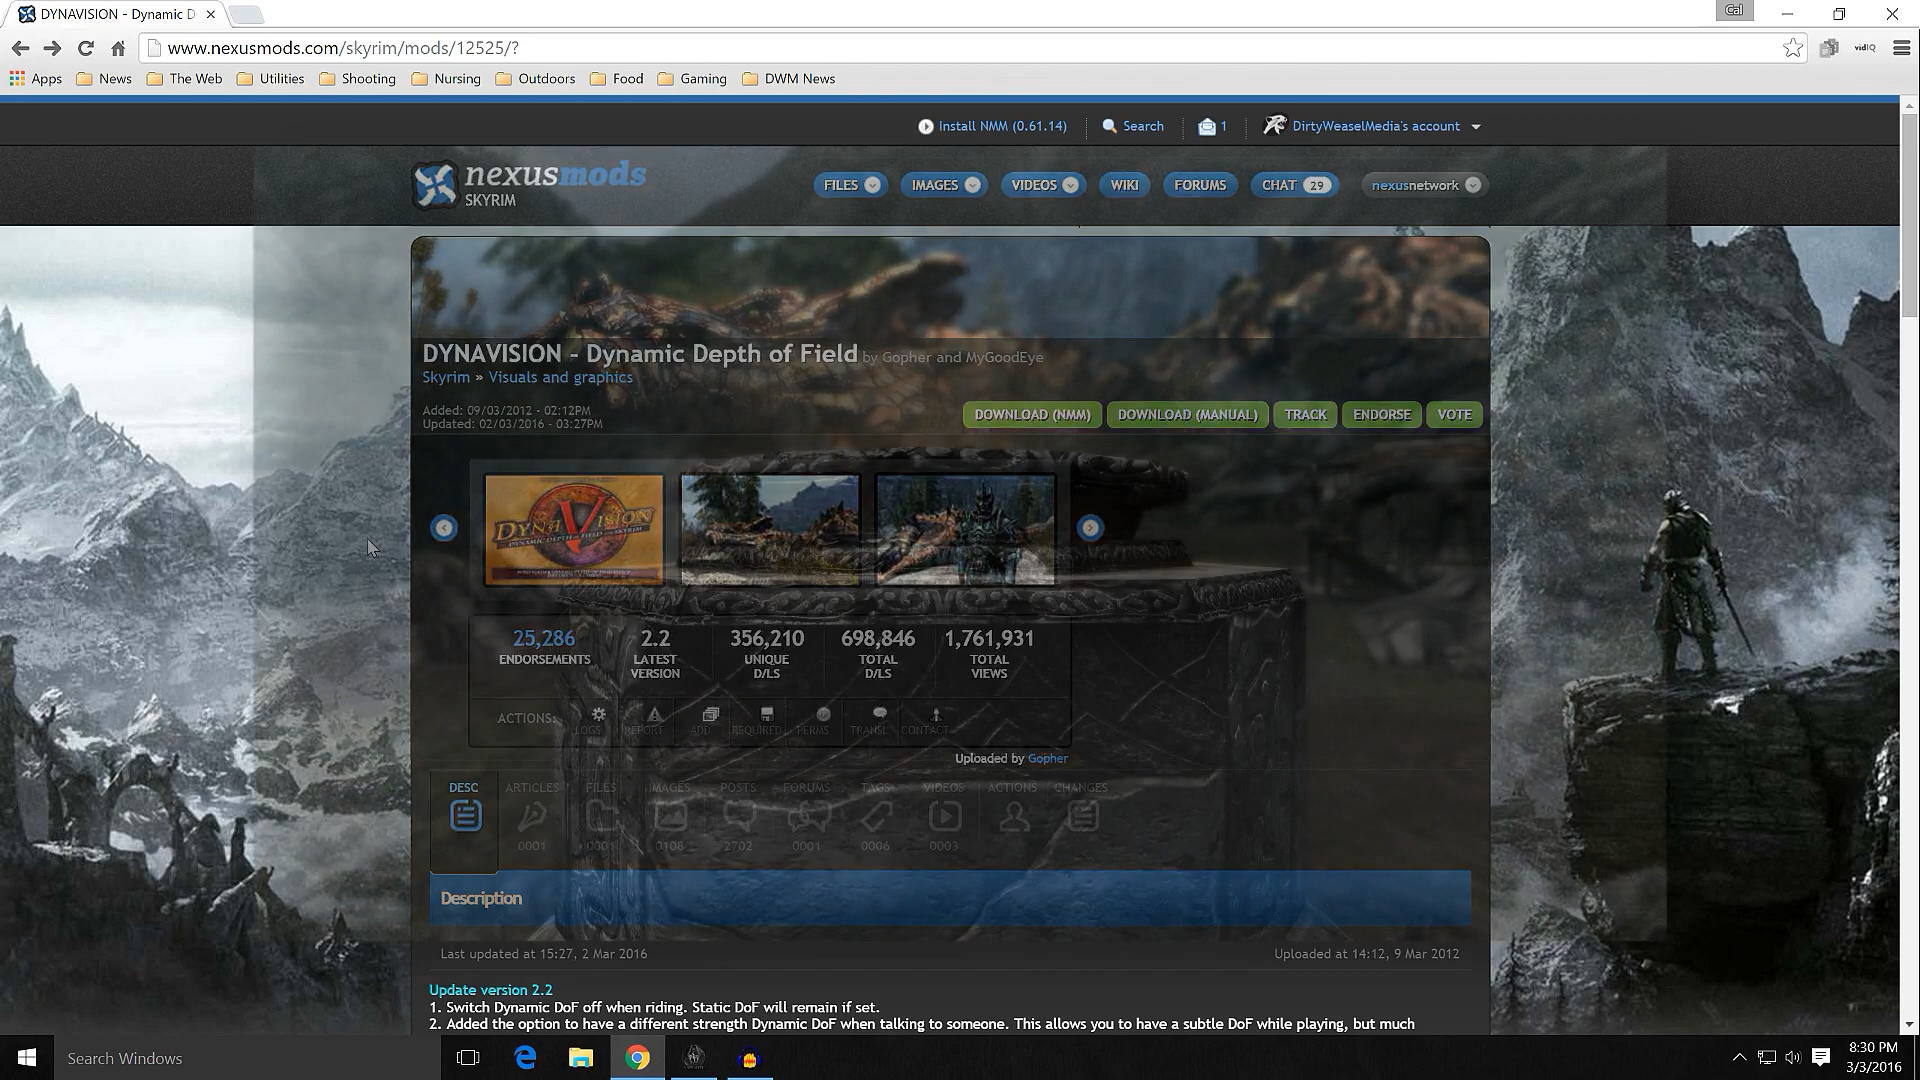 DYNAVISION - Dynamic D
Cal
www.nexusmods.com/skyrim/mods/12525/?
vidIQ
Apps News The Web Utilities Shooting Nursing Outdoors Food Gaming DWM News
Install NMM (0.61.14) Search 1 DirtyWeaselMedia's account
nexusmods
SKYRIM
FILES IMAGES VIDEOS WIKI FORUMS CHAT 29 nexusnetwork
DYNAVISION - Dynamic Depth of Field by Gopher and MyGoodEye
Skyrim » Visuals and graphics
Added: 09/03/2012 - 02:12PM
Updated: 02/03/2016 - 03:27PM
DOWNLOAD (NMM) DOWNLOAD (MANUAL) TRACK ENDORSE VOTE
DYNAVISION
DYNAMIC DEPTH OF FIELD FOR SKYRIM
25,286 2.2 356,210 698,846 1,761,931
ENDORSEMENTS LATEST UNIQUE TOTAL TOTAL
VERSION D/LS D/LS VIEWS
ACTIONS: LOGS REPORT ADD REQUIRED PERMS TRANSL CONTACT
Uploaded by Gopher
DESC ARTICLES FILES IMAGES POSTS FORUMS TAGS VIDEOS ACTIONS CHANGES
0001 0001 0108 2702 0001 0006 0003
Description
Last updated at 15:27, 2 Mar 2016 Uploaded at 14:12, 9 Mar 2012
Update version 2.2
1. Switch Dynamic DoF off when riding. Static DoF will remain if set.
2. Added the option to have a different strength Dynamic DoF when talking to someone. This allows you to have a subtle DoF while playing, but much
Search Windows
8:30 PM
3/3/2016